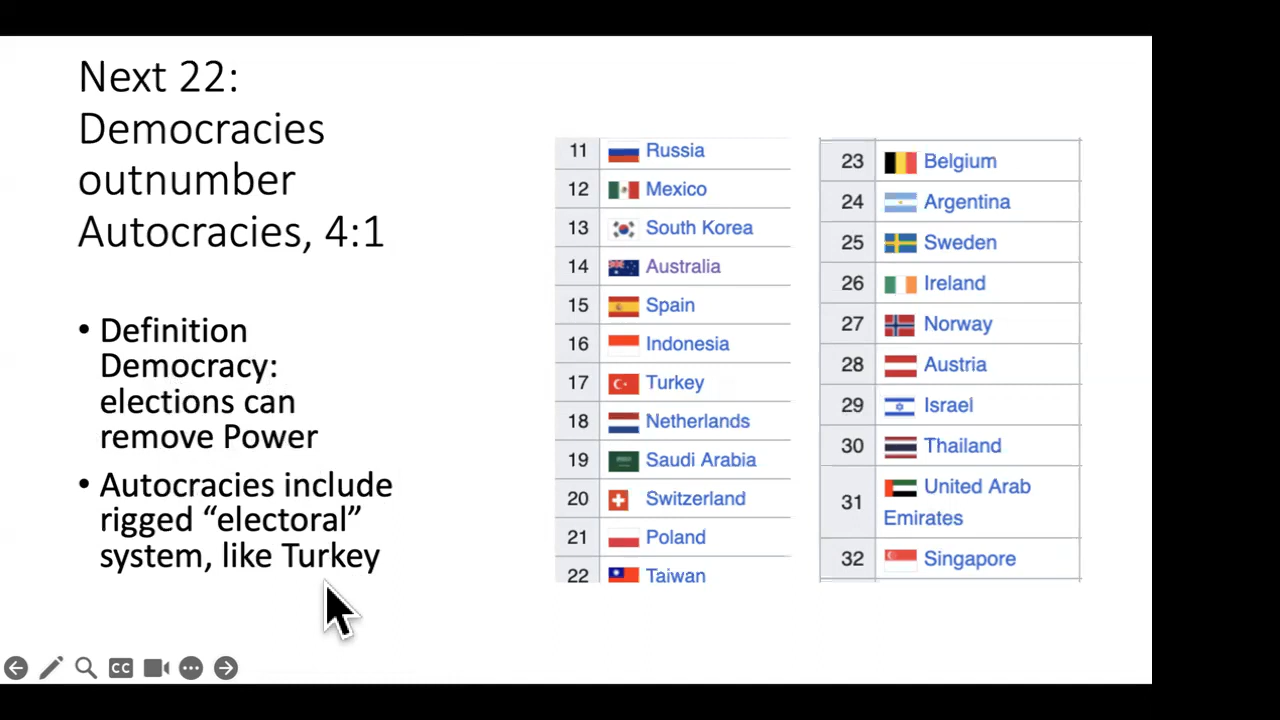 Next 22:
Democracies
outnumber
Autocracies, 4:1
• Definition
Democracy:
elections can
remove Power
• Autocracies include
rigged “electoral”
system, like Turkey
11 Russia
12 Mexico
13 South Korea
14 Australia
15 Spain
16 Indonesia
17 Turkey
18 Netherlands
19 Saudi Arabia
20 Switzerland
21 Poland
22 Taiwan
23 Belgium
24 Argentina
25 Sweden
26 Ireland
27 Norway
28 Austria
29 Israel
30 Thailand
31 United Arab
Emirates
32 Singapore
CC